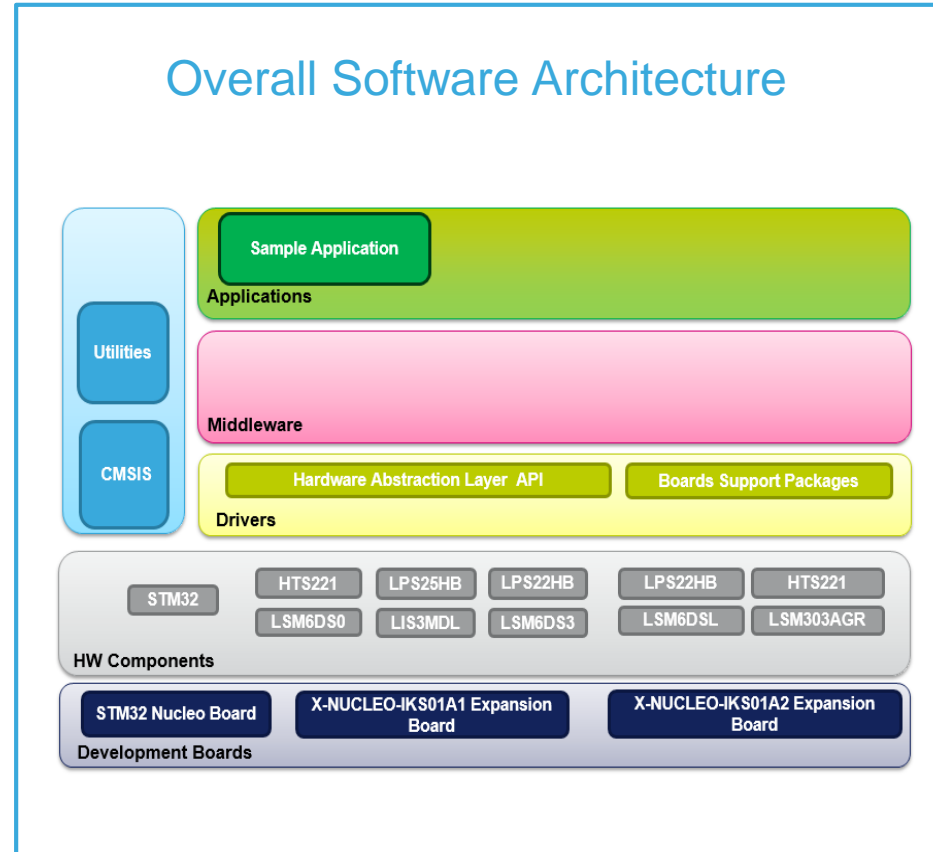 Overall Software Architecture
Sample Application
Applications
Utilities
Middleware
CMSIS
Hardware Abstraction Layer API
Boards Support Packages
Drivers
STM32
HTS221
LPS25HB
LPS22HB
LPS22HB
HTS221
LSM6DS0
LIS3MDL
LSM6DS3
LSM6DSL
LSM303AGR
HW Components
STM32 Nucleo Board
X-NUCLEO-IKS01A1 Expansion
Board
X-NUCLEO-IKS01A2 Expansion
Board
Development Boards